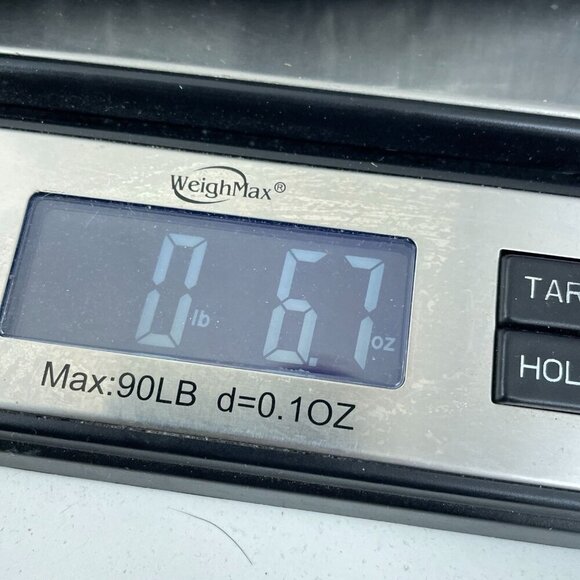 WeighMax®
0 lb 6.7 oz
TAR
HOL
Max:90LB d=0.1OZ